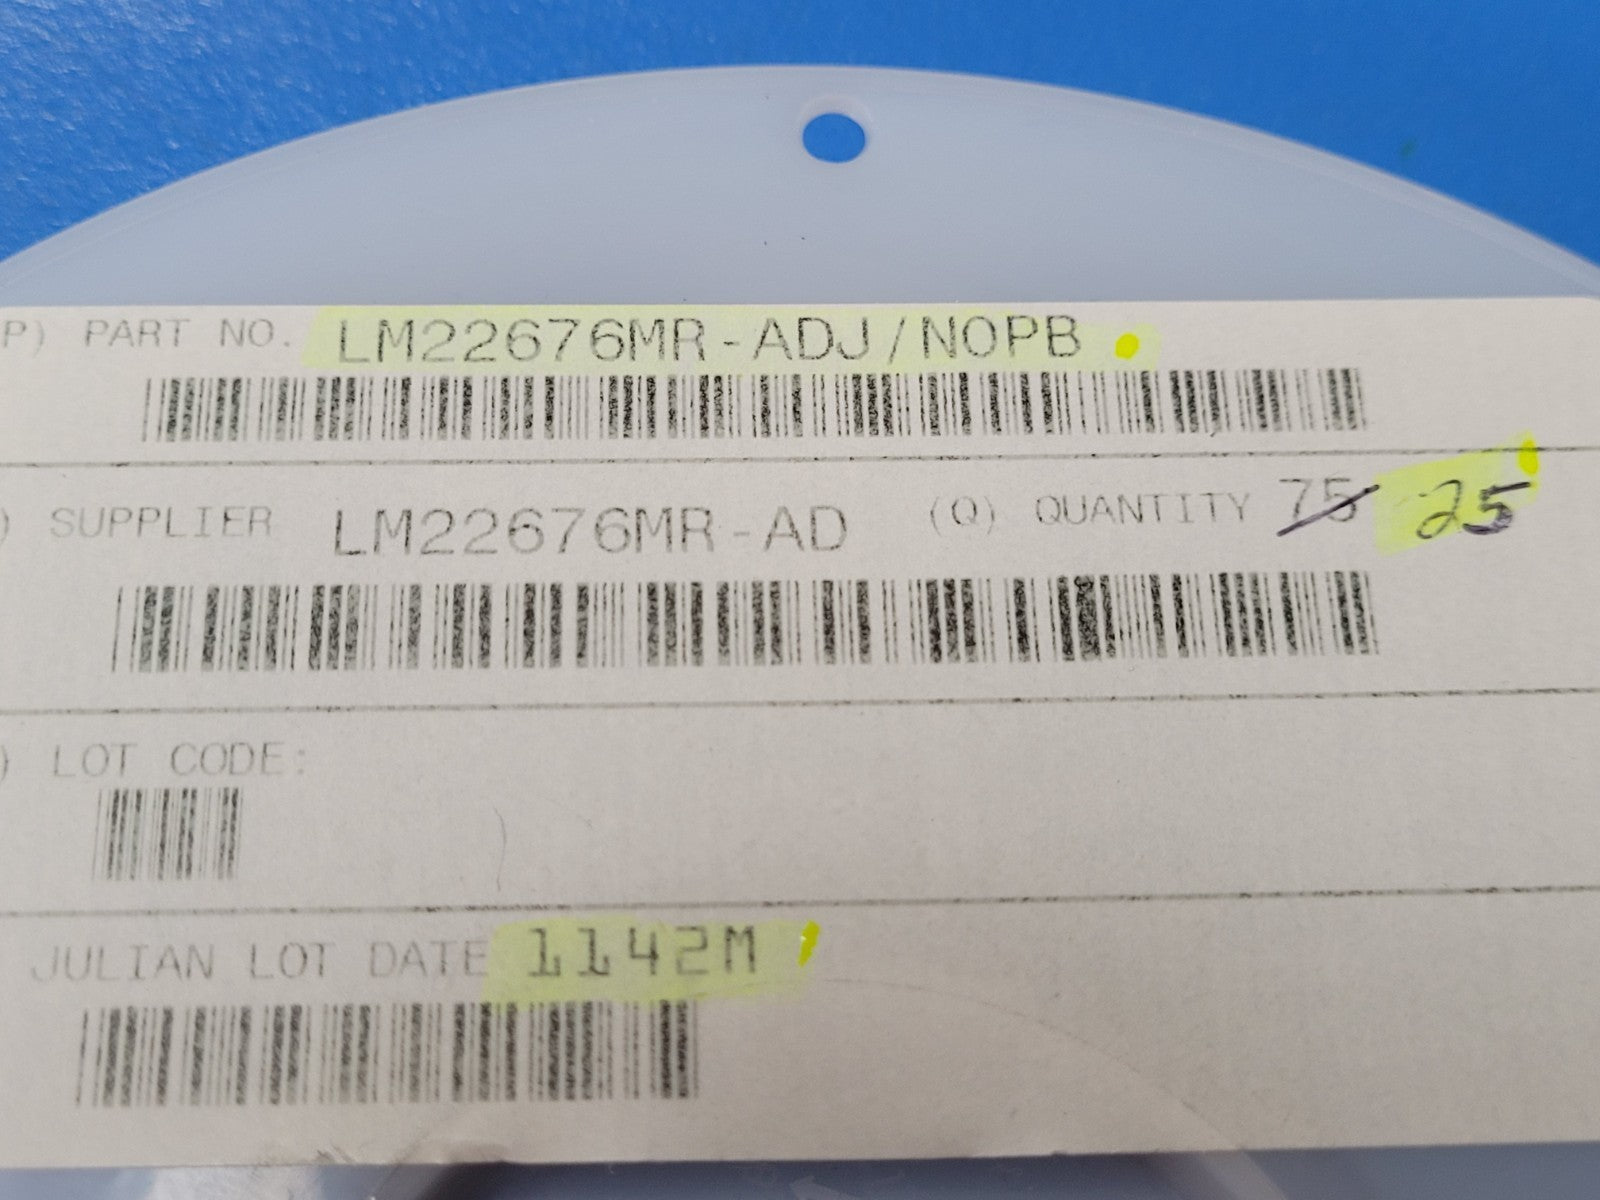 P) PART NO. LM22676MR-ADJ/NOPB
) SUPPLIER LM22676MR-AD (Q) QUANTITY 75 25
) LOT CODE:
JULIAN LOT DATE 1142M